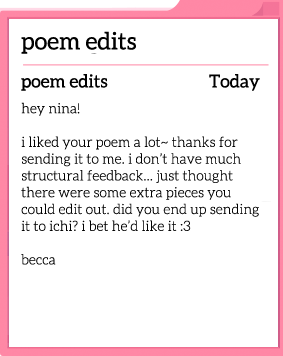 poem edits
poem edits Today
hey nina!
i liked your poem a lot~ thanks for
sending it to me. i don't have much
structural feedback... just thought
there were some extra pieces you
could edit out. did you end up sending
it to ichi? i bet he'd like it :3
becca